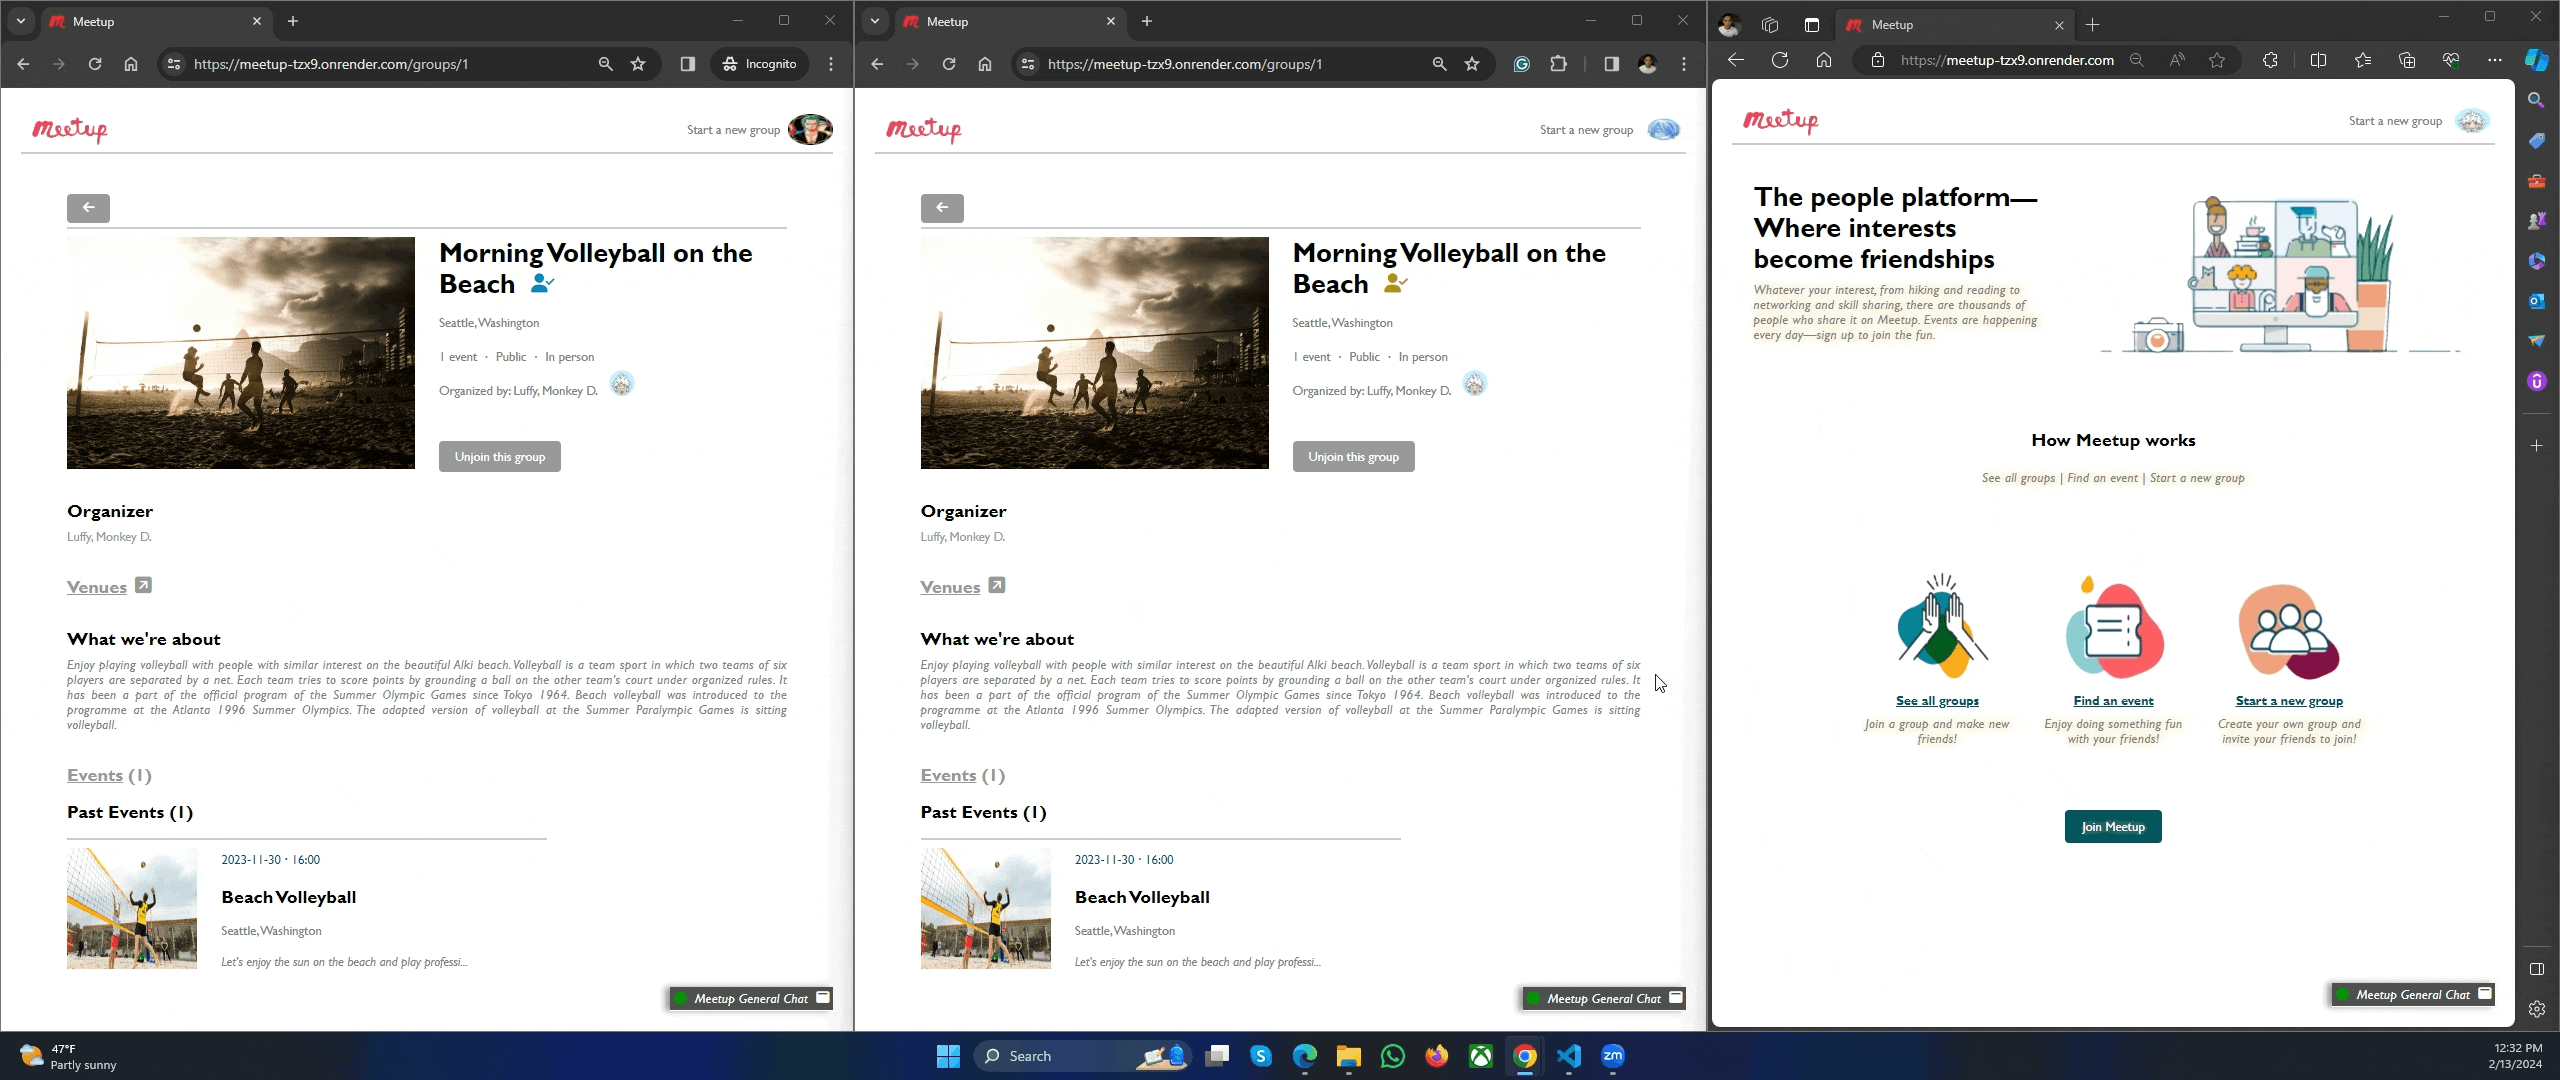 Meetup
https://meetup-tzx9.onrender.com/groups/1
Incognito
Meetup
Start a new group
Morning Volleyball on the
Beach
Seattle, Washington
1 event · Public · In person
Organized by: Luffy, Monkey D.
Unjoin this group
Organizer
Luffy, Monkey D.
Venues
What we're about
Enjoy playing volleyball with people with similar interest on the beautiful Alki beach. Volleyball is a team sport in which two teams of six
players are separated by a net. Each team tries to score points by grounding a ball on the other team's court under organized rules. It
has been a part of the official program of the Summer Olympic Games since Tokyo 1964. Beach volleyball was introduced to the
programme at the Atlanta 1996 Summer Olympics. The adapted version of volleyball at the Summer Paralympic Games is sitting
volleyball.
Events (1)
Past Events (1)
2023-11-30 · 16:00
Beach Volleyball
Seattle, Washington
Let's enjoy the sun on the beach and play professi...
Meetup General Chat
Meetup
https://meetup-tzx9.onrender.com/groups/1
Meetup
Start a new group
Morning Volleyball on the
Beach
Seattle, Washington
1 event · Public · In person
Organized by: Luffy, Monkey D.
Unjoin this group
Organizer
Luffy, Monkey D.
Venues
What we're about
Enjoy playing volleyball with people with similar interest on the beautiful Alki beach. Volleyball is a team sport in which two teams of six
players are separated by a net. Each team tries to score points by grounding a ball on the other team's court under organized rules. It
has been a part of the official program of the Summer Olympic Games since Tokyo 1964. Beach volleyball was introduced to the
programme at the Atlanta 1996 Summer Olympics. The adapted version of volleyball at the Summer Paralympic Games is sitting
volleyball.
Events (1)
Past Events (1)
2023-11-30 · 16:00
Beach Volleyball
Seattle, Washington
Let's enjoy the sun on the beach and play professi...
Meetup General Chat
Meetup
https://meetup-tzx9.onrender.com
Meetup
Start a new group
The people platform—
Where interests
become friendships
Whatever your interest, from hiking and reading to
networking and skill sharing, there are thousands of
people who share it on Meetup. Events are happening
every day—sign up to join the fun.
How Meetup works
See all groups | Find an event | Start a new group
See all groups
Join a group and make new
friends!
Find an event
Enjoy doing something fun
with your friends!
Start a new group
Create your own group and
invite your friends to join!
Join Meetup
Meetup General Chat
47°F
Partly sunny
Search
zm
12:32 PM
2/13/2024